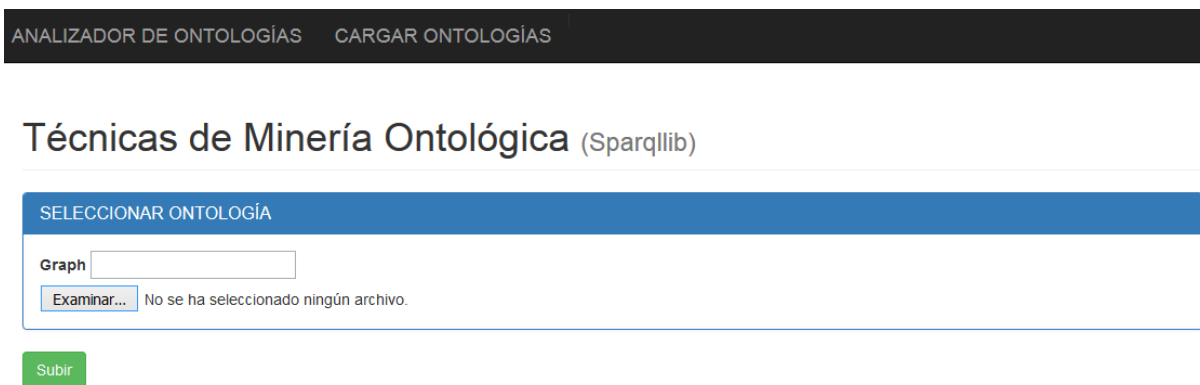 ANALIZADOR DE ONTOLOGÍAS CARGAR ONTOLOGÍAS
Técnicas de Minería Ontológica (Sparqllib)
SELECCIONAR ONTOLOGÍA
Graph
Examinar... No se ha seleccionado ningún archivo.
Subir